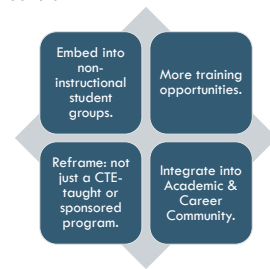 Embed into
non-
instructional
student
groups.
More training
opportunities.
Reframe: not
just a CTE-
taught or
sponsored
program.
Integrate into
Academic &
Career
Community.